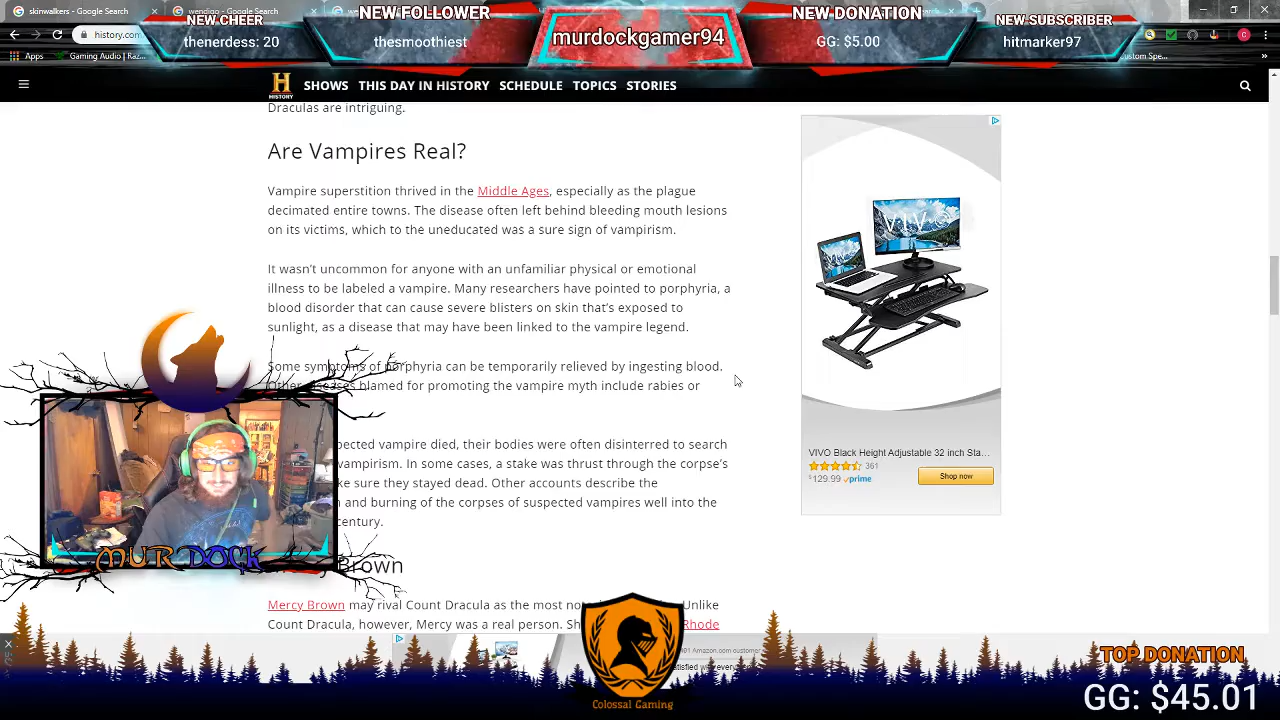 skinwalkers - Google Search
wendigo - Google Search
NEW CHEER
thenerdess: 20
NEW FOLLOWER
thesmoothiest
murdockgamer94
NEW DONATION
GG: $5.00
NEW SUBSCRIBER
hitmarker97
history.com
Apps
Gaming Audio | Raz...
Custom Spe...
HISTORY
SHOWS THIS DAY IN HISTORY SCHEDULE TOPICS STORIES
Draculas are intriguing.
Are Vampires Real?
Vampire superstition thrived in the Middle Ages, especially as the plague
decimated entire towns. The disease often left behind bleeding mouth lesions
on its victims, which to the uneducated was a sure sign of vampirism.
It wasn't uncommon for anyone with an unfamiliar physical or emotional
illness to be labeled a vampire. Many researchers have pointed to porphyria, a
blood disorder that can cause severe blisters on skin that's exposed to
sunlight, as a disease that may have been linked to the vampire legend.
Some symptoms of porphyria can be temporarily relieved by ingesting blood.
Other diseases blamed for promoting the vampire myth include rabies or
pected vampire died, their bodies were often disinterred to search
vampirism. In some cases, a stake was thrust through the corpse's
ke sure they stayed dead. Other accounts describe the
and burning of the corpses of suspected vampires well into the
century.
Brown
Mercy Brown may rival Count Dracula as the most Unlike
Count Dracula, however, Mercy was a real person. Rhode
VIVO
VIVO Black Height Adjustable 32 inch Sta...
361
$129.99 prime
Shop now
MURDOCK
Amazon.com customer
Colossal Gaming
TOP DONATION
GG: $45.01